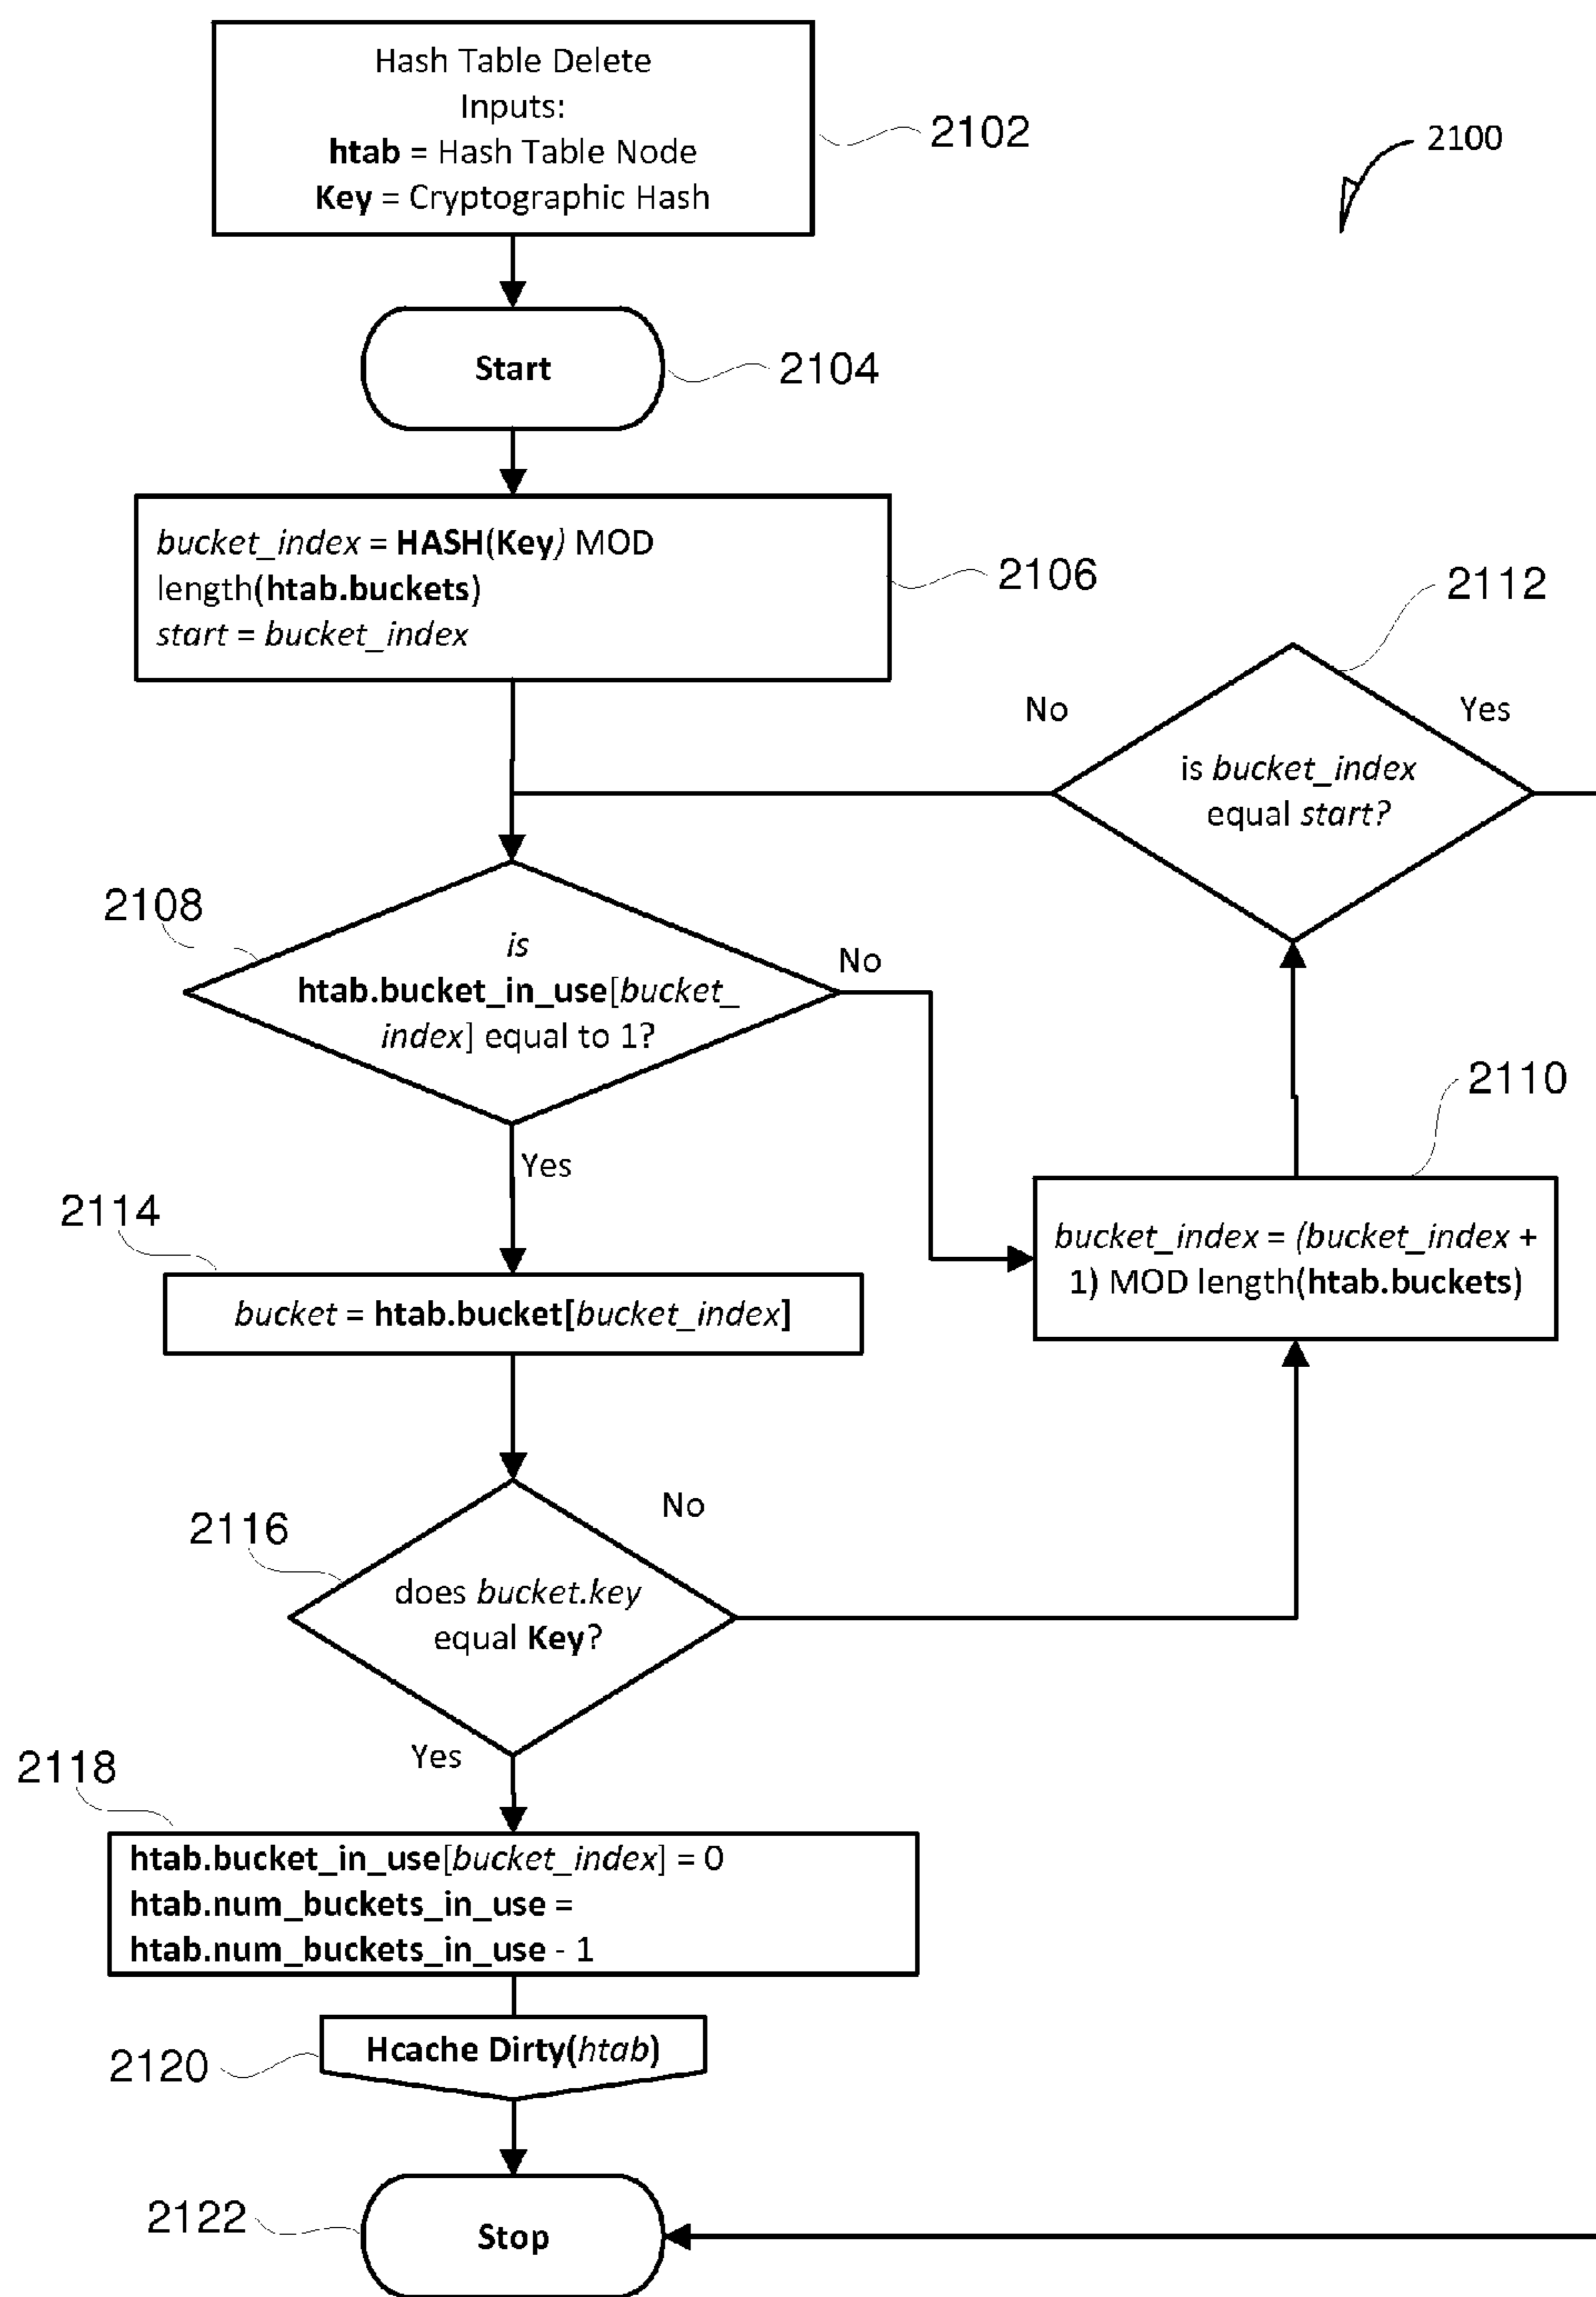 Hash Table Delete
Inputs:
htab = Hash Table Node
Key = Cryptographic Hash
2102
2100
Start
2104
bucket_index = HASH(Key) MOD
length(htab.buckets)
start = bucket_index
2106
2112
No
Yes
is bucket_index
equal start?
2108
is
htab.bucket_in_use[bucket_
index] equal to 1?
No
Yes
2110
bucket_index = (bucket_index +
1) MOD length(htab.buckets)
2114
bucket = htab.bucket[bucket_index]
2116
No
does bucket.key
equal Key?
Yes
2118
htab.bucket_in_use[bucket_index] = 0
htab.num_buckets_in_use =
htab.num_buckets_in_use - 1
Hcache Dirty(htab)
2120
2122
Stop